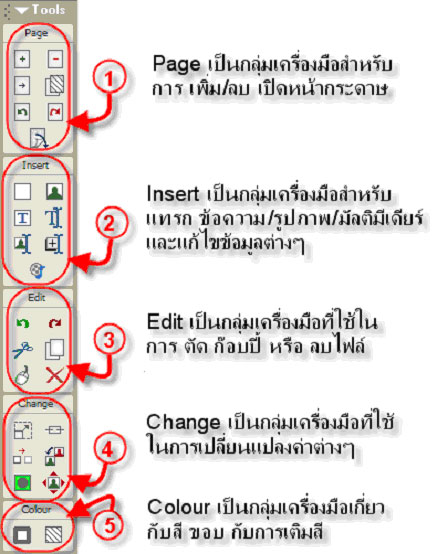 Tools
Page
1
Page เป็นกลุ่มเครื่องมือสำหรับ
การ เพิ่ม/ลบ เปิดหน้ากระดาษ
Insert
2
Insert เป็นกลุ่มเครื่องมือสำหรับ
แทรก ข้อความ/รูปภาพ/มัลติมีเดียร์
และแก้ไขข้อมูลต่างๆ
Edit
3
Edit เป็นกลุ่มเครื่องมือที่ใช้ใน
การ ตัด ก๊อบปี้ หรือ ลบไฟล์
Change
4
Change เป็นกลุ่มเครื่องมือที่ใช้
ในการเปลี่ยนแปลงค่าต่างๆ
Colour
5
Colour เป็นกลุ่มเครื่องมือเกี่ยว
กับสี ขอบ กับการเติมสี